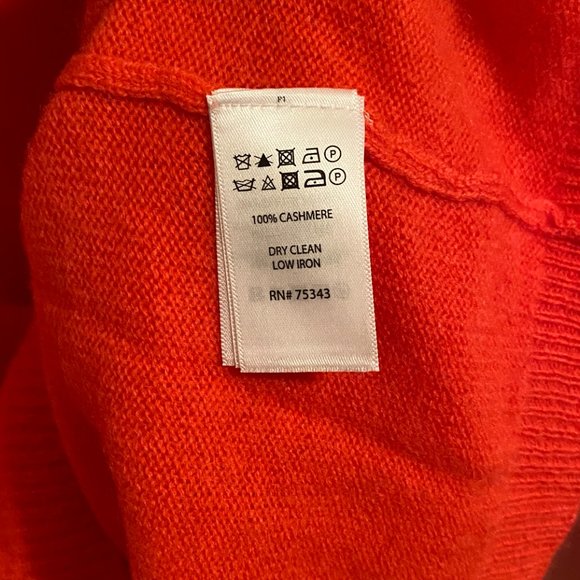 P
P
100% CASHMERE
DRY CLEAN
LOW IRON
RN# 75343